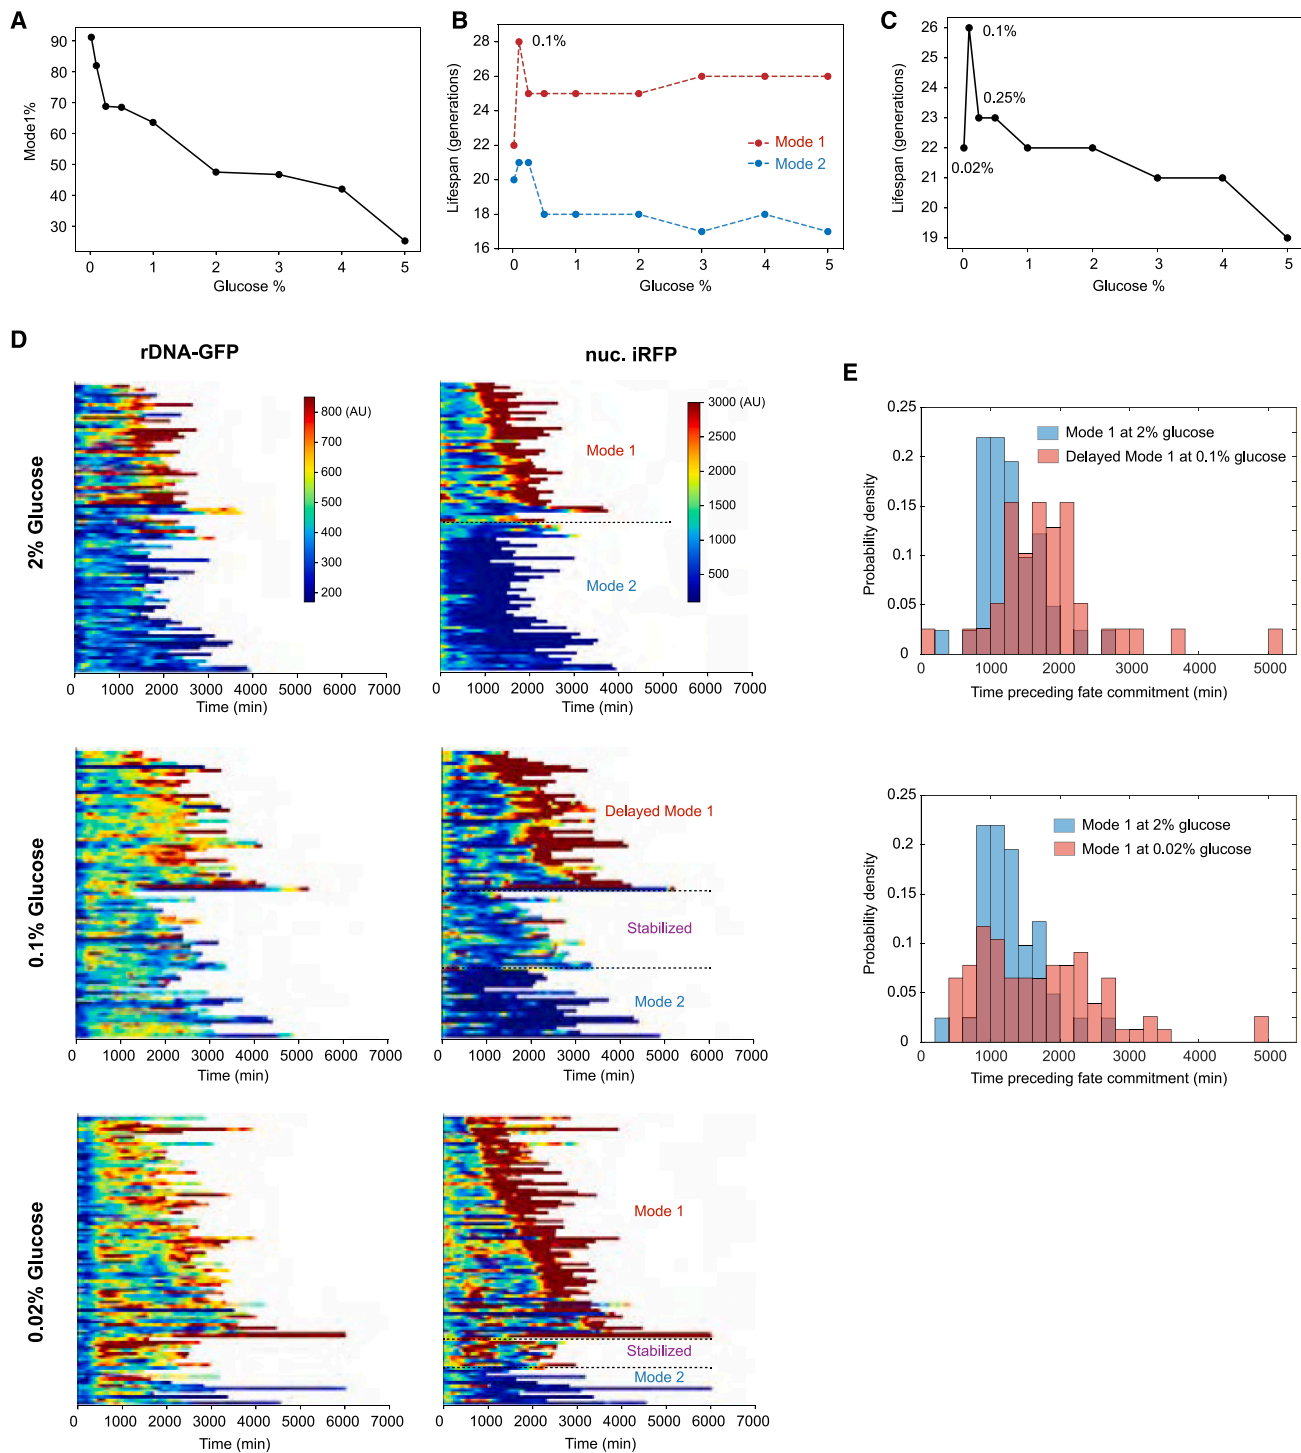 A
90
80
70
60
50
40
30
Mode1%
0 1 2 3 4 5
Glucose %
B
28
26
24
22
20
18
16
Lifespan (generations)
0.1%
Mode 1
Mode 2
0 1 2 3 4 5
Glucose %
C
26
25
24
23
22
21
20
19
Lifespan (generations)
0.1%
0.25%
0.02%
0 1 2 3 4 5
Glucose %
D
rDNA-GFP
nuc. iRFP
2% Glucose
800 (AU)
700
600
500
400
300
200
0 1000 2000 3000 4000 5000 6000 7000
Time (min)
3000 (AU)
2500
2000
1500
1000
500
Mode 1
Mode 2
0 1000 2000 3000 4000 5000 6000 7000
Time (min)
0.1% Glucose
0 1000 2000 3000 4000 5000 6000 7000
Time (min)
Delayed Mode 1
Stabilized
Mode 2
0 1000 2000 3000 4000 5000 6000 7000
Time (min)
0.02% Glucose
0 1000 2000 3000 4000 5000 6000 7000
Time (min)
Mode 1
Stabilized
Mode 2
0 1000 2000 3000 4000 5000 6000 7000
Time (min)
E
0.25
0.2
0.15
0.1
0.05
0
Probability density
Mode 1 at 2% glucose
Delayed Mode 1 at 0.1% glucose
0 1000 2000 3000 4000 5000
Time preceding fate commitment (min)
0.25
0.2
0.15
0.1
0.05
0
Probability density
Mode 1 at 2% glucose
Mode 1 at 0.02% glucose
0 1000 2000 3000 4000 5000
Time preceding fate commitment (min)